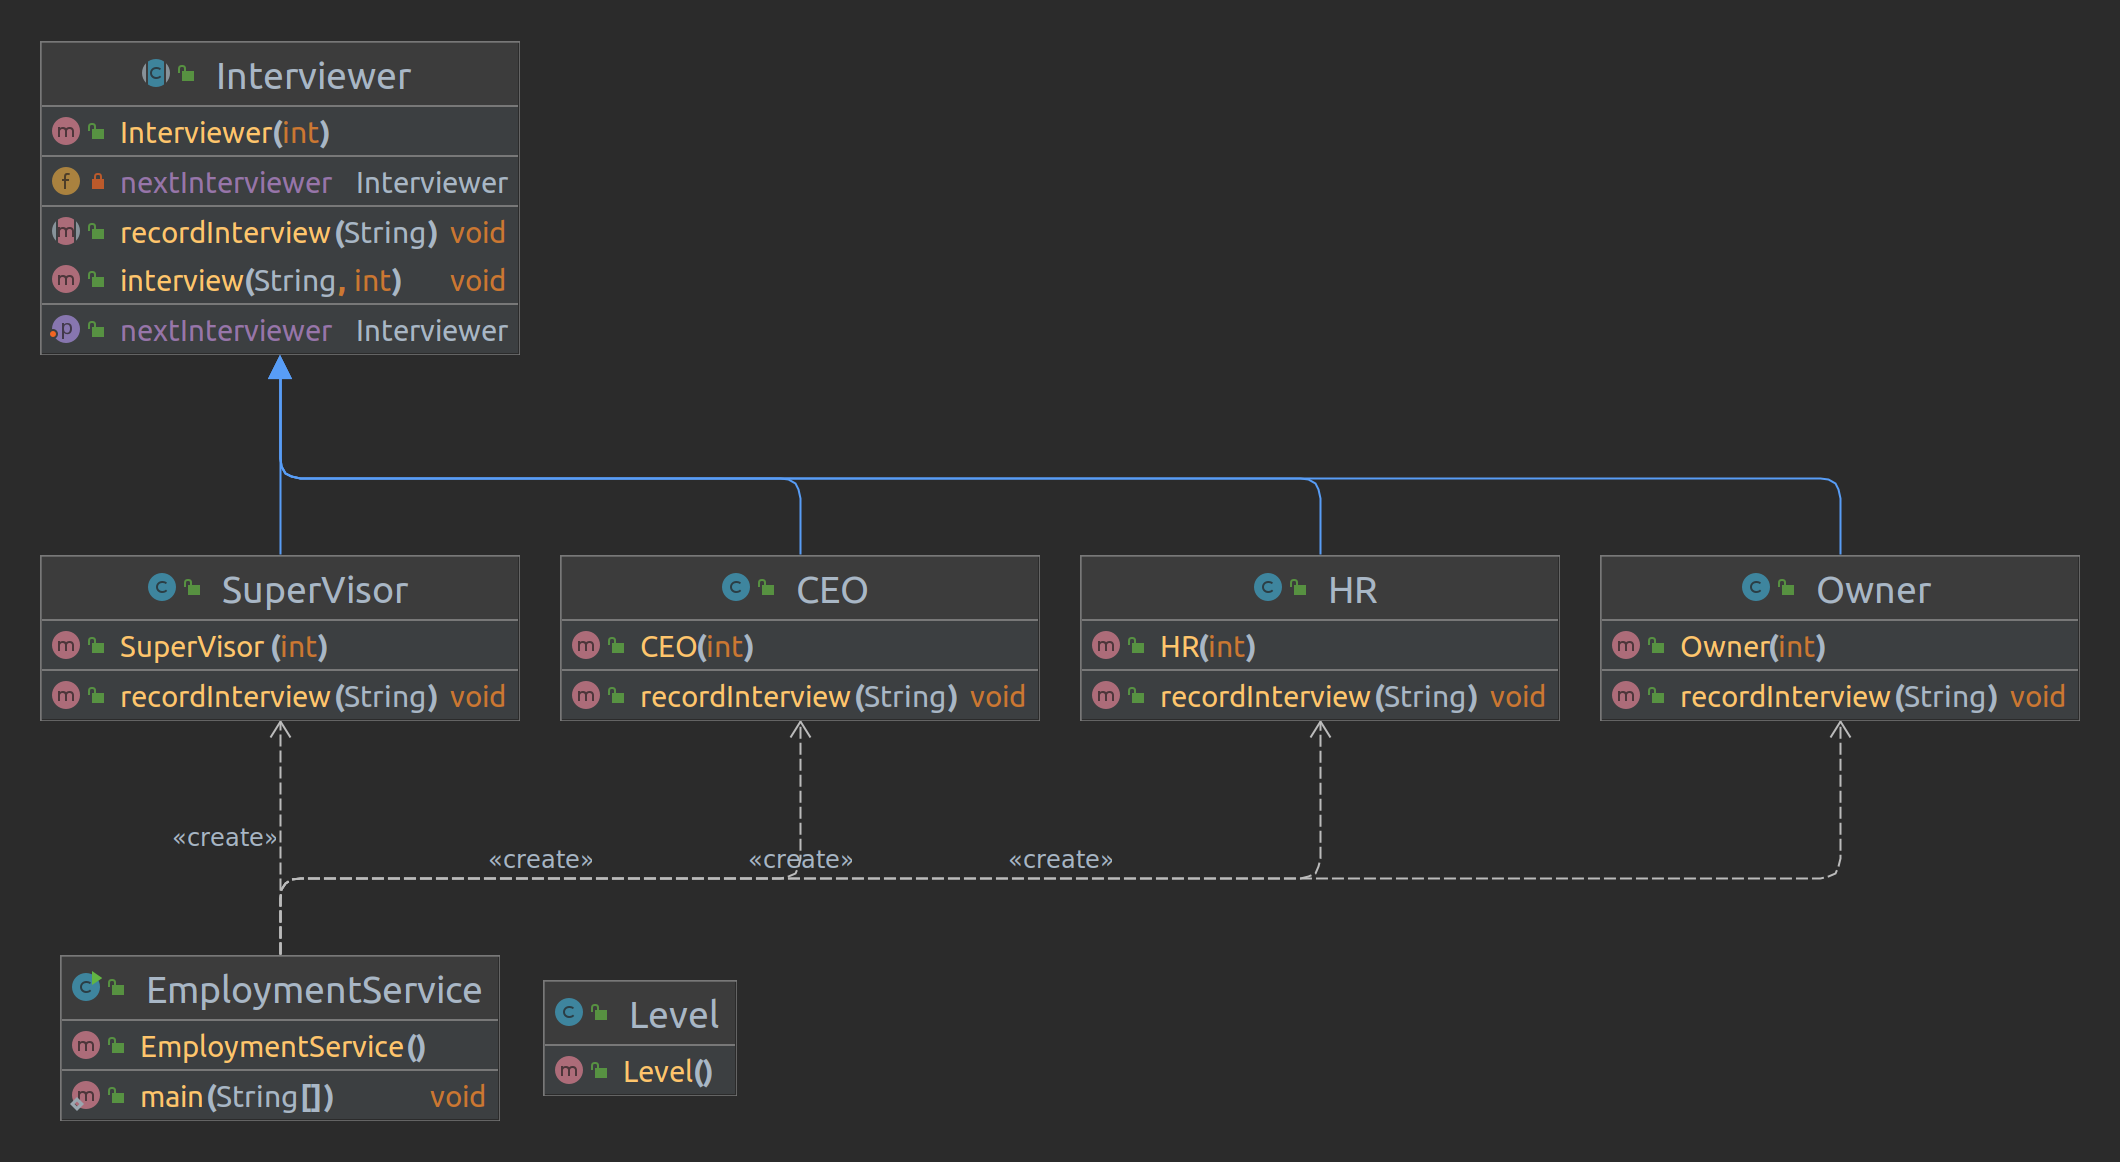 Interviewer
Interviewer(int)
nextInterviewer Interviewer
recordInterview(String) void
interview(String, int) void
nextInterviewer Interviewer
SuperVisor
SuperVisor(int)
recordInterview(String) void
CEO
CEO(int)
recordInterview(String) void
HR
HR(int)
recordInterview(String) void
Owner
Owner(int)
recordInterview(String) void
«create»
«create»
«create»
«create»
EmploymentService
EmploymentService()
main(String[]) void
Level
Level()